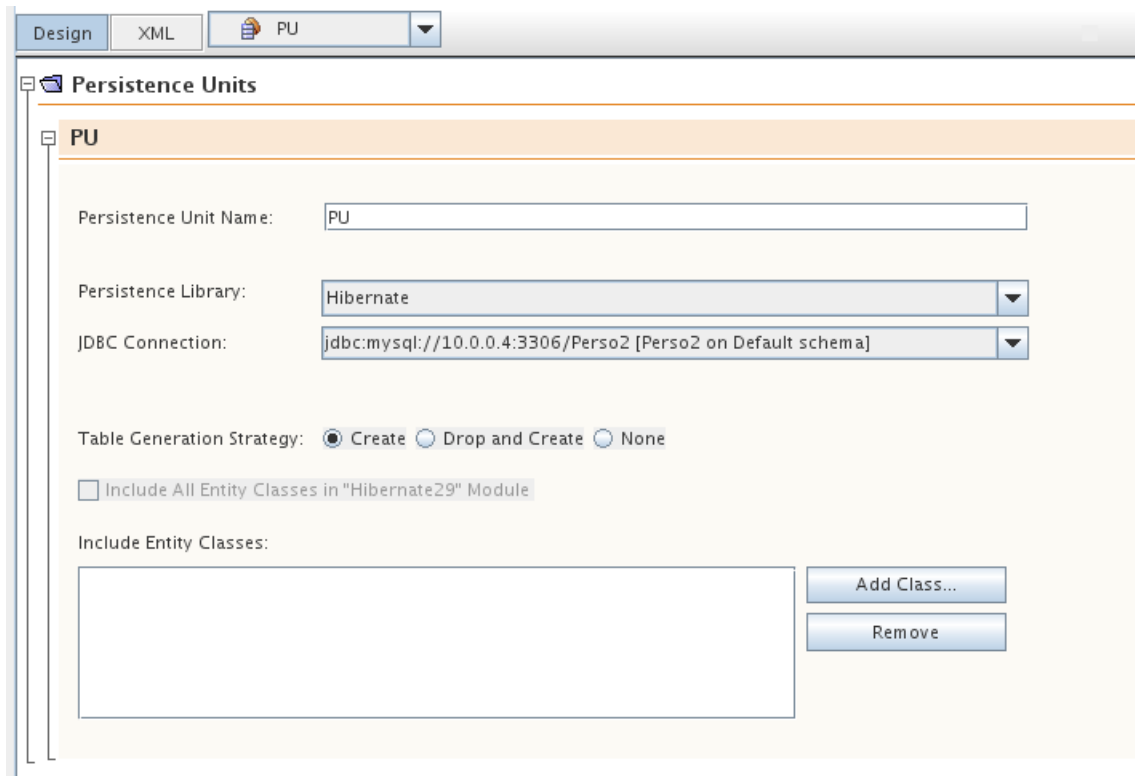 Design XML PU
Persistence Units
PU
Persistence Unit Name: PU
Persistence Library: Hibernate
JDBC Connection: jdbc:mysql://10.0.0.4:3306/Perso2 [Perso2 on Default schema]
Table Generation Strategy: Create Drop and Create None
Include All Entity Classes in "Hibernate29" Module
Include Entity Classes:
Add Class...
Remove